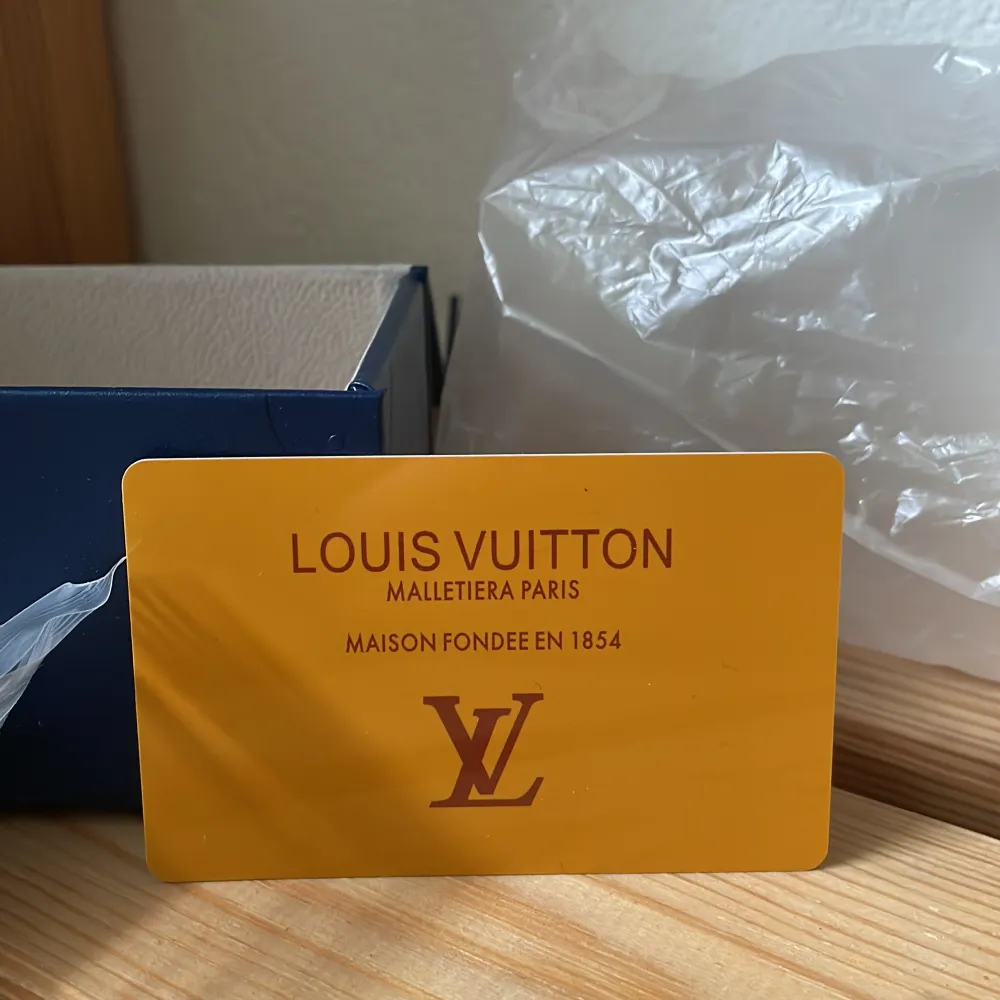 LOUIS VUITTON
MALLETIERA PARIS
MAISON FONDEE EN 1854
LV